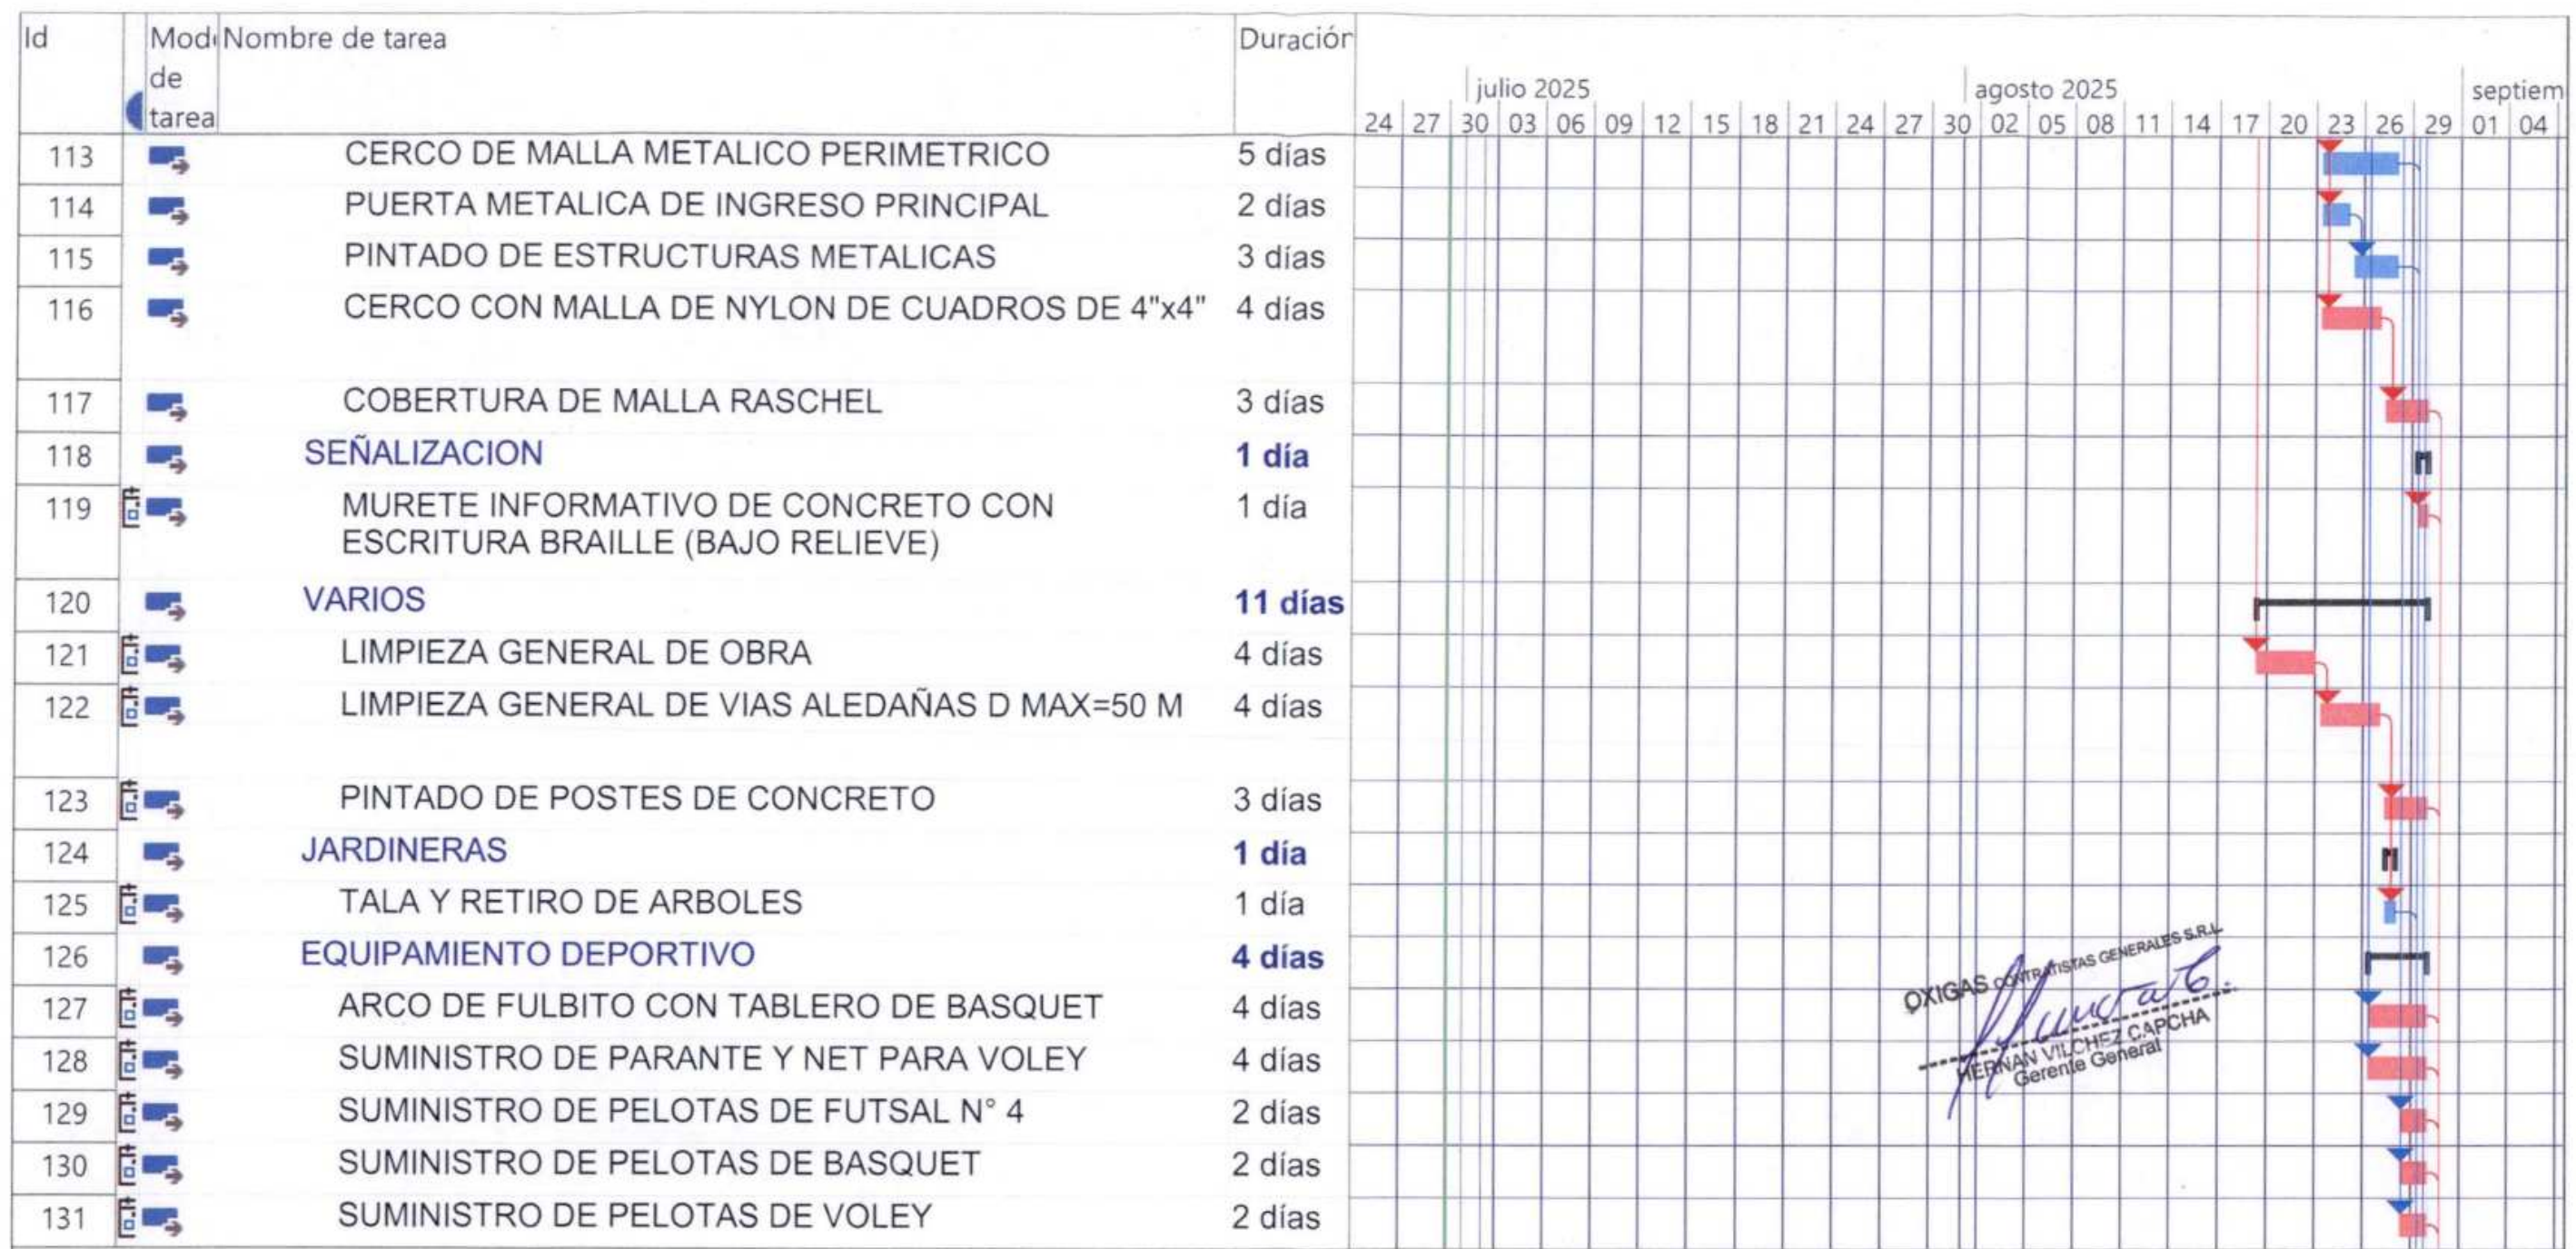 Id Modo Nombre de tarea Duración
de
tarea
julio 2025 agosto 2025 septiem
24 27 30 03 06 09 12 15 18 21 24 27 30 02 05 08 11 14 17 20 23 26 29 01 04
113 CERCO DE MALLA METALICO PERIMETRICO 5 días
114 PUERTA METALICA DE INGRESO PRINCIPAL 2 días
115 PINTADO DE ESTRUCTURAS METALICAS 3 días
116 CERCO CON MALLA DE NYLON DE CUADROS DE 4"x4" 4 días
117 COBERTURA DE MALLA RASCHEL 3 días
118 SEÑALIZACION 1 día
119 MURETE INFORMATIVO DE CONCRETO CON 1 día
ESCRITURA BRAILLE (BAJO RELIEVE)
120 VARIOS 11 días
121 LIMPIEZA GENERAL DE OBRA 4 días
122 LIMPIEZA GENERAL DE VIAS ALEDAÑAS D MAX=50 M 4 días
123 PINTADO DE POSTES DE CONCRETO 3 días
124 JARDINERAS 1 día
125 TALA Y RETIRO DE ARBOLES 1 día
126 EQUIPAMIENTO DEPORTIVO 4 días
127 ARCO DE FULBITO CON TABLERO DE BASQUET 4 días
128 SUMINISTRO DE PARANTE Y NET PARA VOLEY 4 días
129 SUMINISTRO DE PELOTAS DE FUTSAL N° 4 2 días
130 SUMINISTRO DE PELOTAS DE BASQUET 2 días
131 SUMINISTRO DE PELOTAS DE VOLEY 2 días
OXIGAS CONTRATISTAS GENERALES S.R.L.
HERNAN VILCHEZ CAPCHA
Gerente General